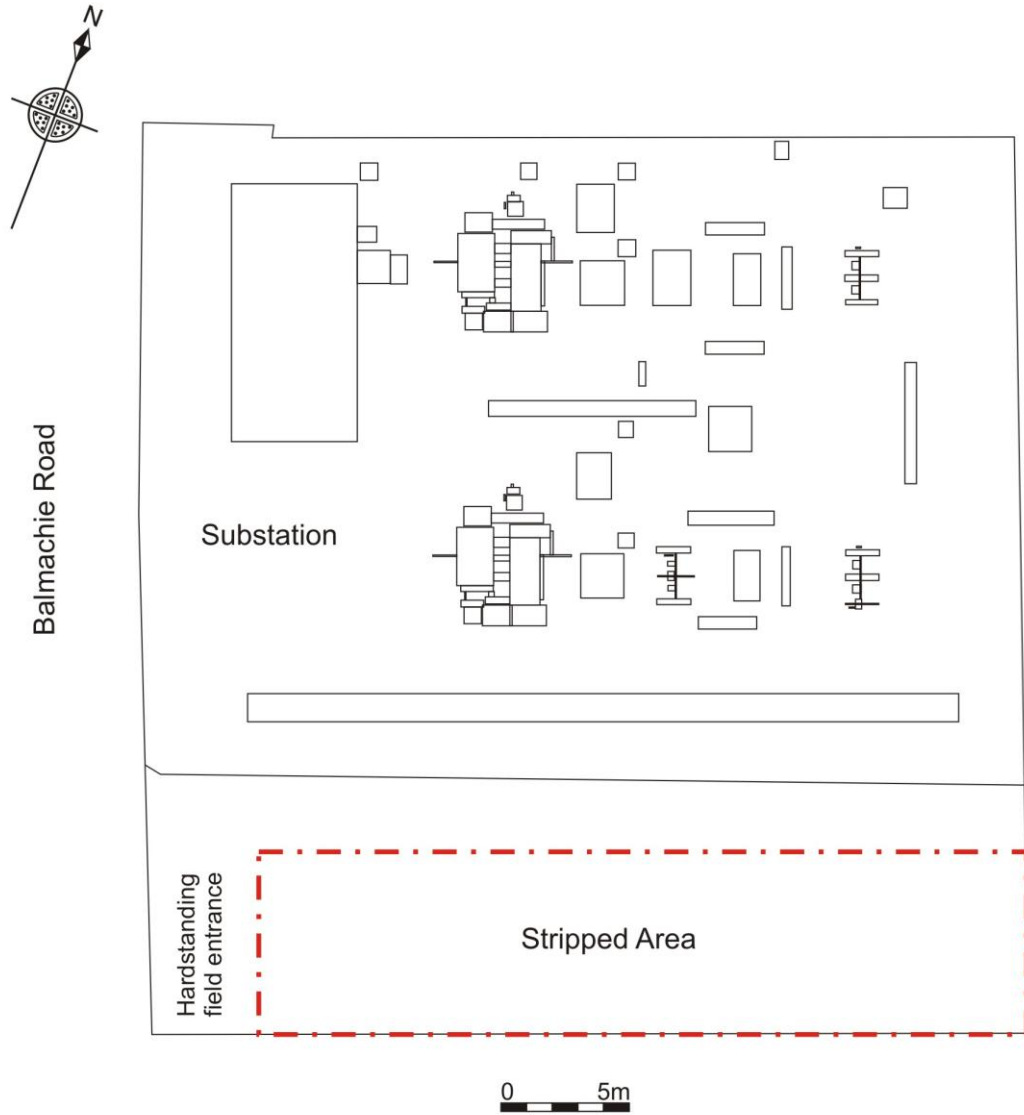 N
Substation
Balmachie Road
Hardstanding
field entrance
Stripped Area
0 5m